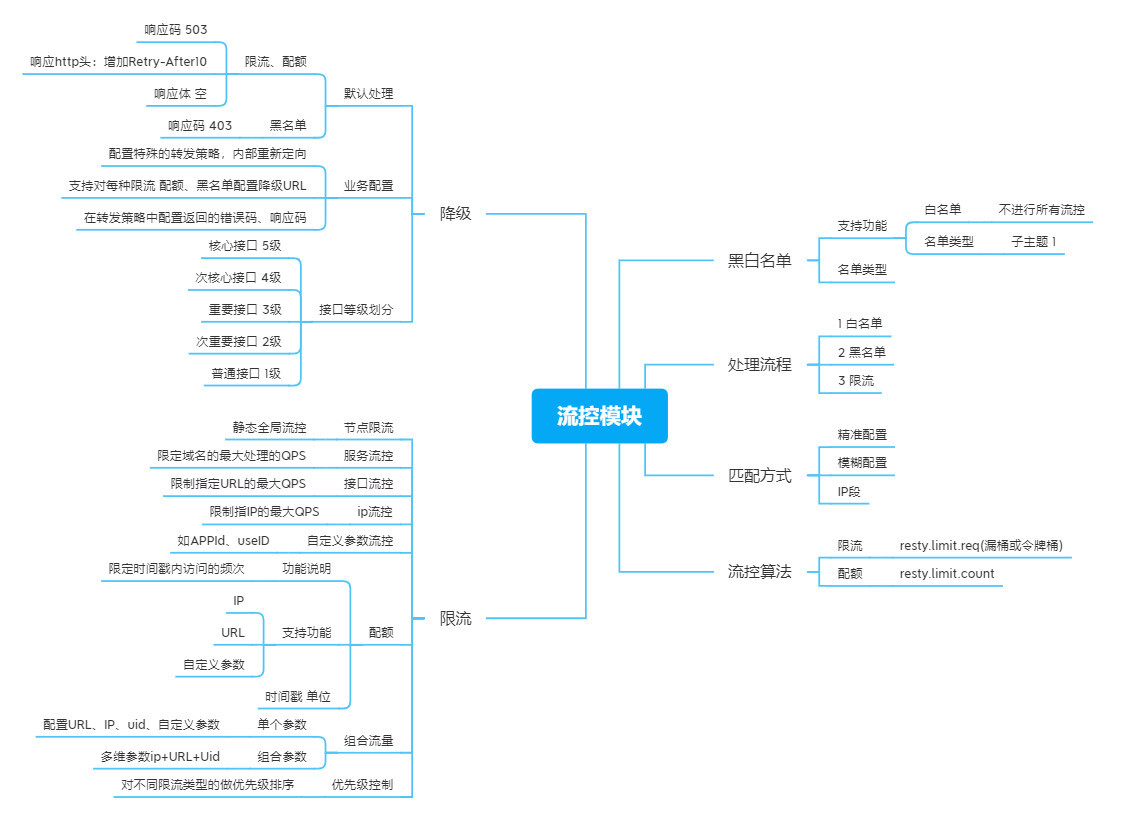 流控模块
降级
默认处理
限流、配额
响应码 503
响应http头：增加Retry-After10
响应体 空
黑名单
响应码 403
业务配置
配置特殊的转发策略，内部重新定向
支持对每种限流 配额、黑名单配置降级URL
在转发策略中配置返回的错误码、响应码
接口等级划分
核心接口 5级
次核心接口 4级
重要接口 3级
次重要接口 2级
普通接口 1级
限流
节点限流
静态全局流控
服务流控
限定域名的最大处理的QPS
接口流控
限制指定URL的最大QPS
ip流控
限制指IP的最大QPS
自定义参数流控
如APPId、useID
配额
功能说明
限定时间戳内访问的频次
支持功能
IP
URL
自定义参数
时间戳 单位
组合流量
单个参数
配置URL、IP、uid、自定义参数
组合参数
多维参数ip+URL+Uid
优先级控制
对不同限流类型的做优先级排序
黑白名单
支持功能
白名单
不进行所有流控
名单类型
子主题 1
名单类型
处理流程
1 白名单
2 黑名单
3 限流
匹配方式
精准配置
模糊配置
IP段
流控算法
限流
resty.limit.req(漏桶或令牌桶)
配额
resty.limit.count